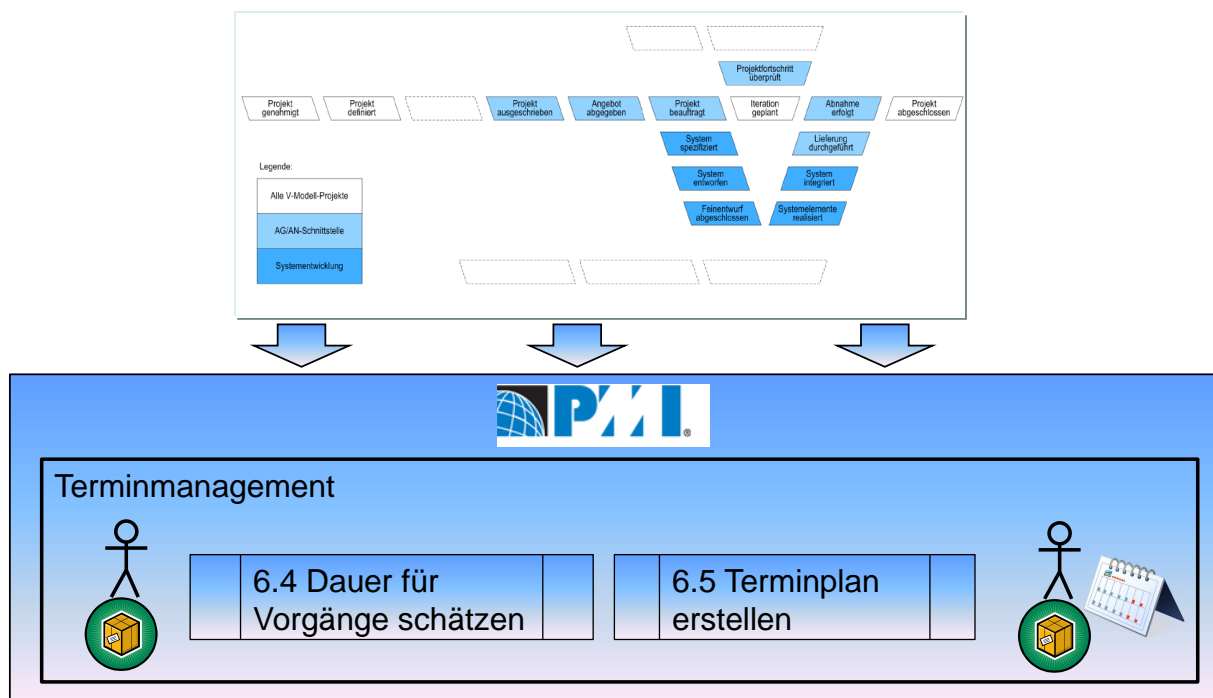 Projektfortschritt
überprüft
Projekt
genehmigt
Projekt
definiert
Projekt
ausgeschrieben
Angebot
abgegeben
Projekt
beauftragt
Iteration
geplant
Abnahme
erfolgt
Projekt
abgeschlossen
System
spezifiziert
Lieferung
durchgeführt
Legende:
System
entworfen
System
integriert
Alle V-Modell-Projekte
Feinentwurf
abgeschlossen
Systemelemente
realisiert
AG/AN-Schnittstelle
Systementwicklung
PMI®
Terminmanagement
6.4 Dauer für
Vorgänge schätzen
6.5 Terminplan
erstellen